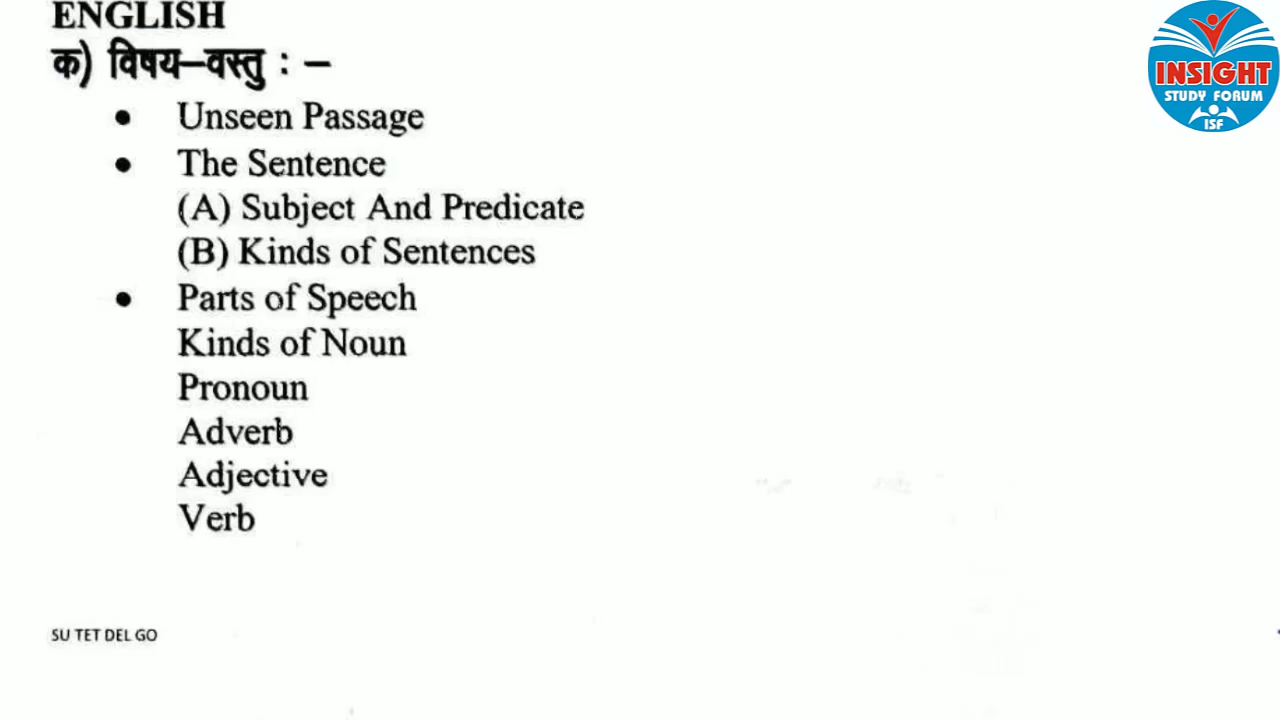 ENGLISH
क) विषय–वस्तु : –
• Unseen Passage
• The Sentence
(A) Subject And Predicate
(B) Kinds of Sentences
• Parts of Speech
Kinds of Noun
Pronoun
Adverb
Adjective
Verb
SU TET DEL GO
INSIGHT
STUDY FORUM
ISF